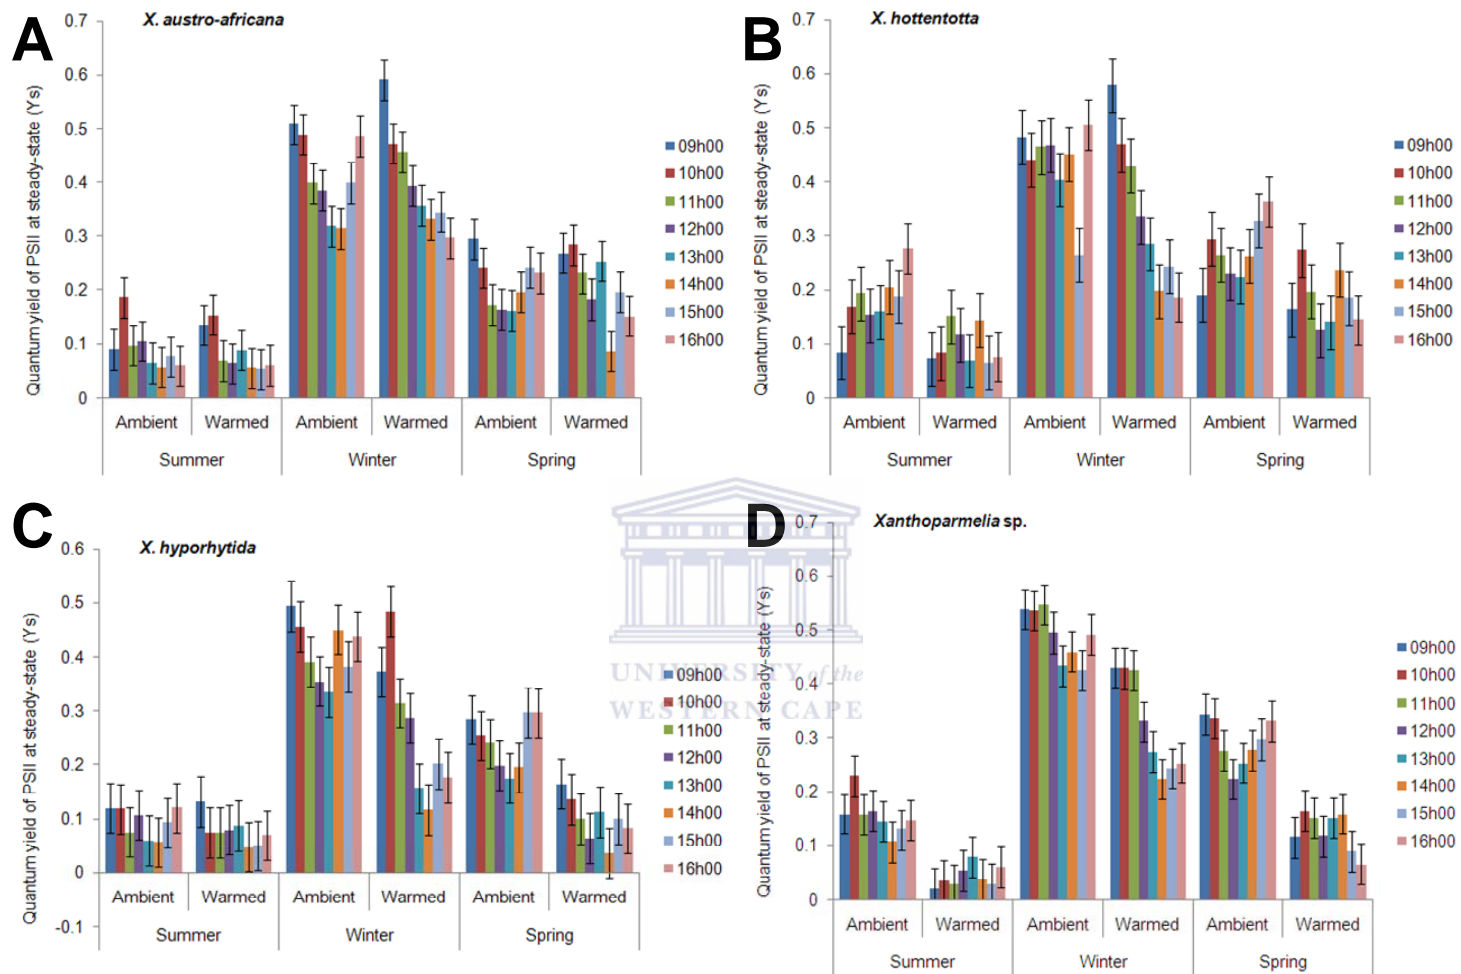 A
X. austro-africana
Quantum yield of PSII at steady-state (Ys)
0.7
0.6
0.5
0.4
0.3
0.2
0.1
0
Ambient Warmed Ambient Warmed Ambient Warmed
Summer Winter Spring
09h00
10h00
11h00
12h00
13h00
14h00
15h00
16h00
B
X. hottentotta
Quantum yield of PSII at steady-state (Ys)
0.7
0.6
0.5
0.4
0.3
0.2
0.1
0
Ambient Warmed Ambient Warmed Ambient Warmed
Summer Winter Spring
09h00
10h00
11h00
12h00
13h00
14h00
15h00
16h00
C
X. hyporhytida
Quantum yield of PSII at steady-state (Ys)
0.6
0.5
0.4
0.3
0.2
0.1
0
-0.1
Ambient Warmed Ambient Warmed Ambient Warmed
Summer Winter Spring
09h00
10h00
11h00
12h00
13h00
14h00
15h00
16h00
UNIVERSITY of the
WESTERN CAPE
D
Xanthoparmelia sp.
Quantum yield of PSII at steady-state (Ys)
0.7
0.6
0.5
0.4
0.3
0.2
0.1
0
Ambient Warmed Ambient Warmed Ambient Warmed
Summer Winter Spring
09h00
10h00
11h00
12h00
13h00
14h00
15h00
16h00